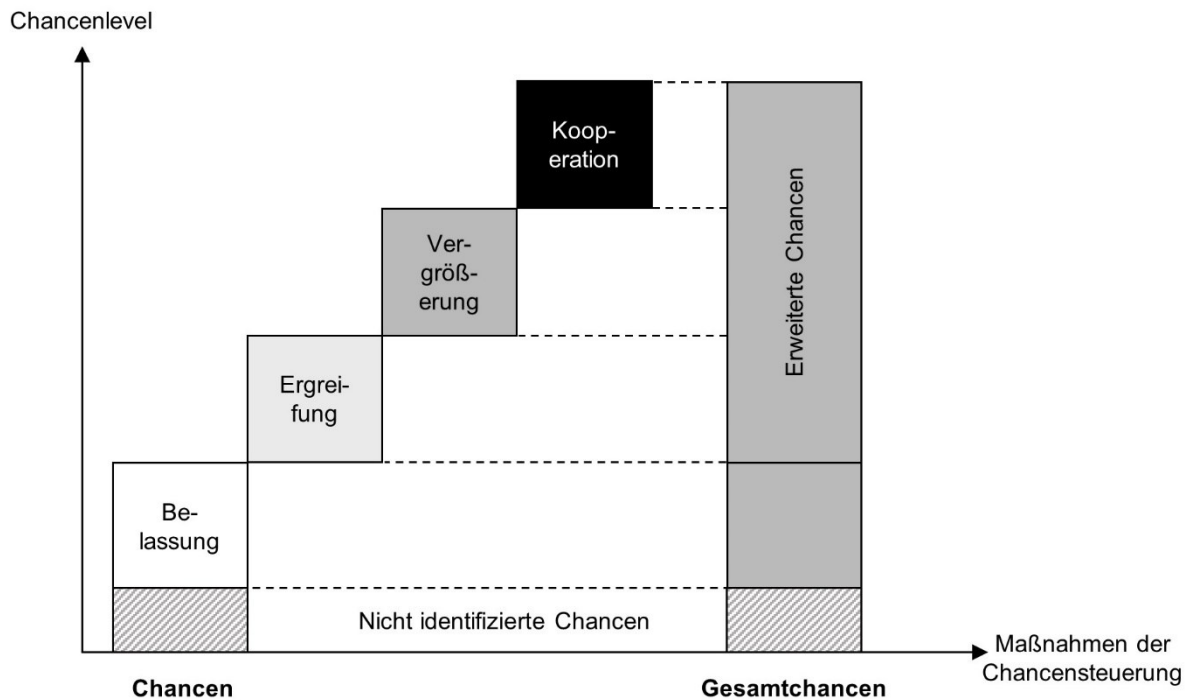 Chancenlevel
Koop-
eration
Ver-
größ-
erung
Erweiterte Chancen
Ergrei-
fung
Be-
lassung
Nicht identifizierte Chancen
Maßnahmen der
Chancensteuerung
Chancen
Gesamtchancen